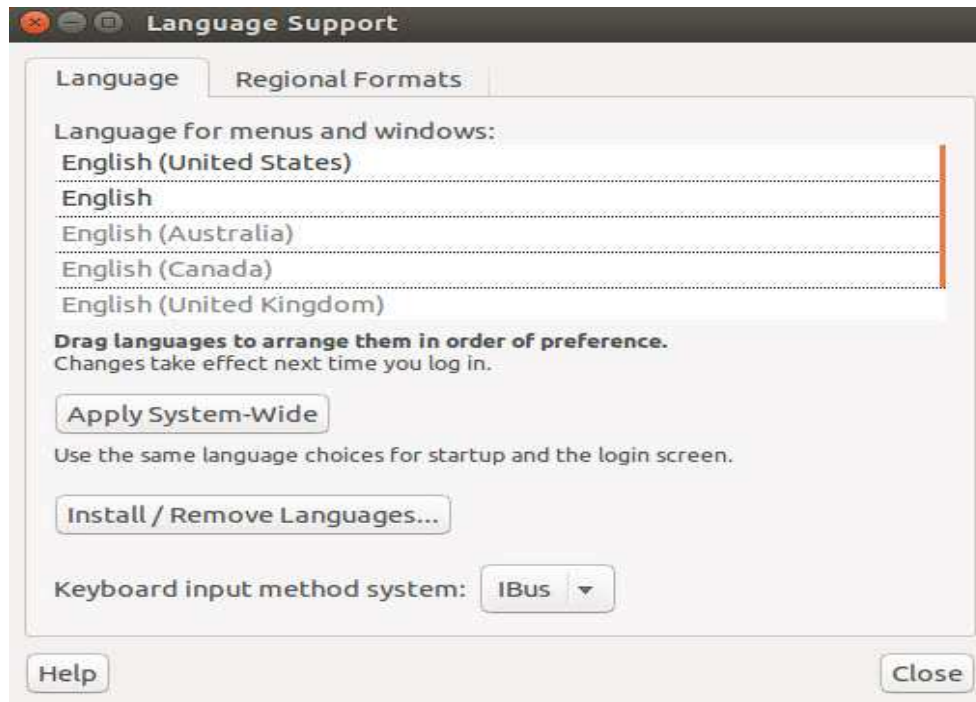 Language Support
Language
Regional Formats
Language for menus and windows:
English (United States)
English
English (Australia)
English (Canada)
English (United Kingdom)
Drag languages to arrange them in order of preference.
Changes take effect next time you log in.
Apply System-Wide
Use the same language choices for startup and the login screen.
Install / Remove Languages...
Keyboard input method system: IBus
Help
Close